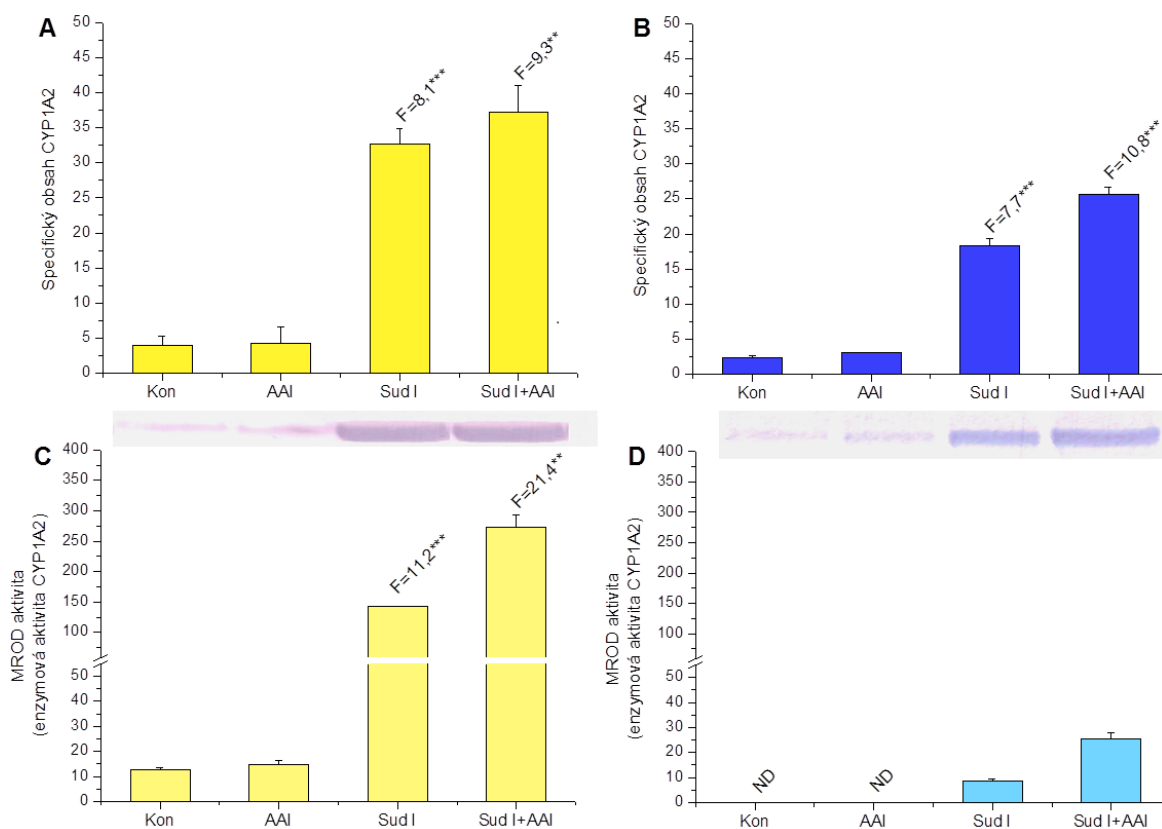 A
Specifický obsah CYP1A2
50
45
40
35
30
25
20
15
10
5
0
F=8,1***
F=9,3**
Kon AAI Sud I Sud I+AAI
B
Specifický obsah CYP1A2
50
45
40
35
30
25
20
15
10
5
0
F=7,7***
F=10,8***
Kon AAI Sud I Sud I+AAI
C
MROD aktivita
(enzymová aktivita CYP1A2)
400
350
300
250
200
150
100
50
40
30
20
10
0
F=11,2***
F=21,4**
Kon AAI Sud I Sud I+AAI
D
MROD aktivita
(enzymová aktivita CYP1A2)
400
350
300
250
200
150
100
50
40
30
20
10
0
ND
ND
Kon AAI Sud I Sud I+AAI